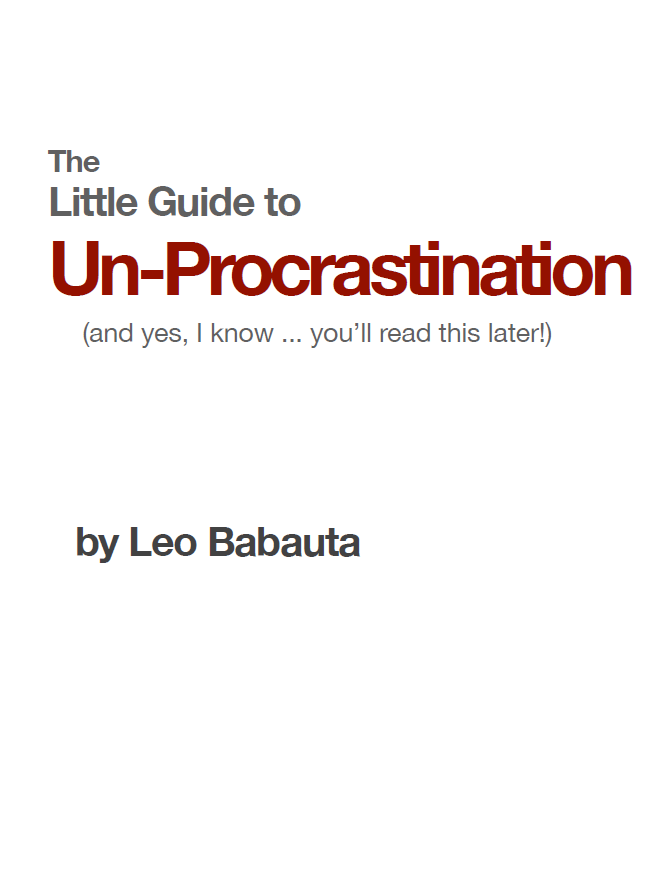 The
Little Guide to
Un-Procrastination
(and yes, I know ... you’ll read this later!)
by Leo Babauta